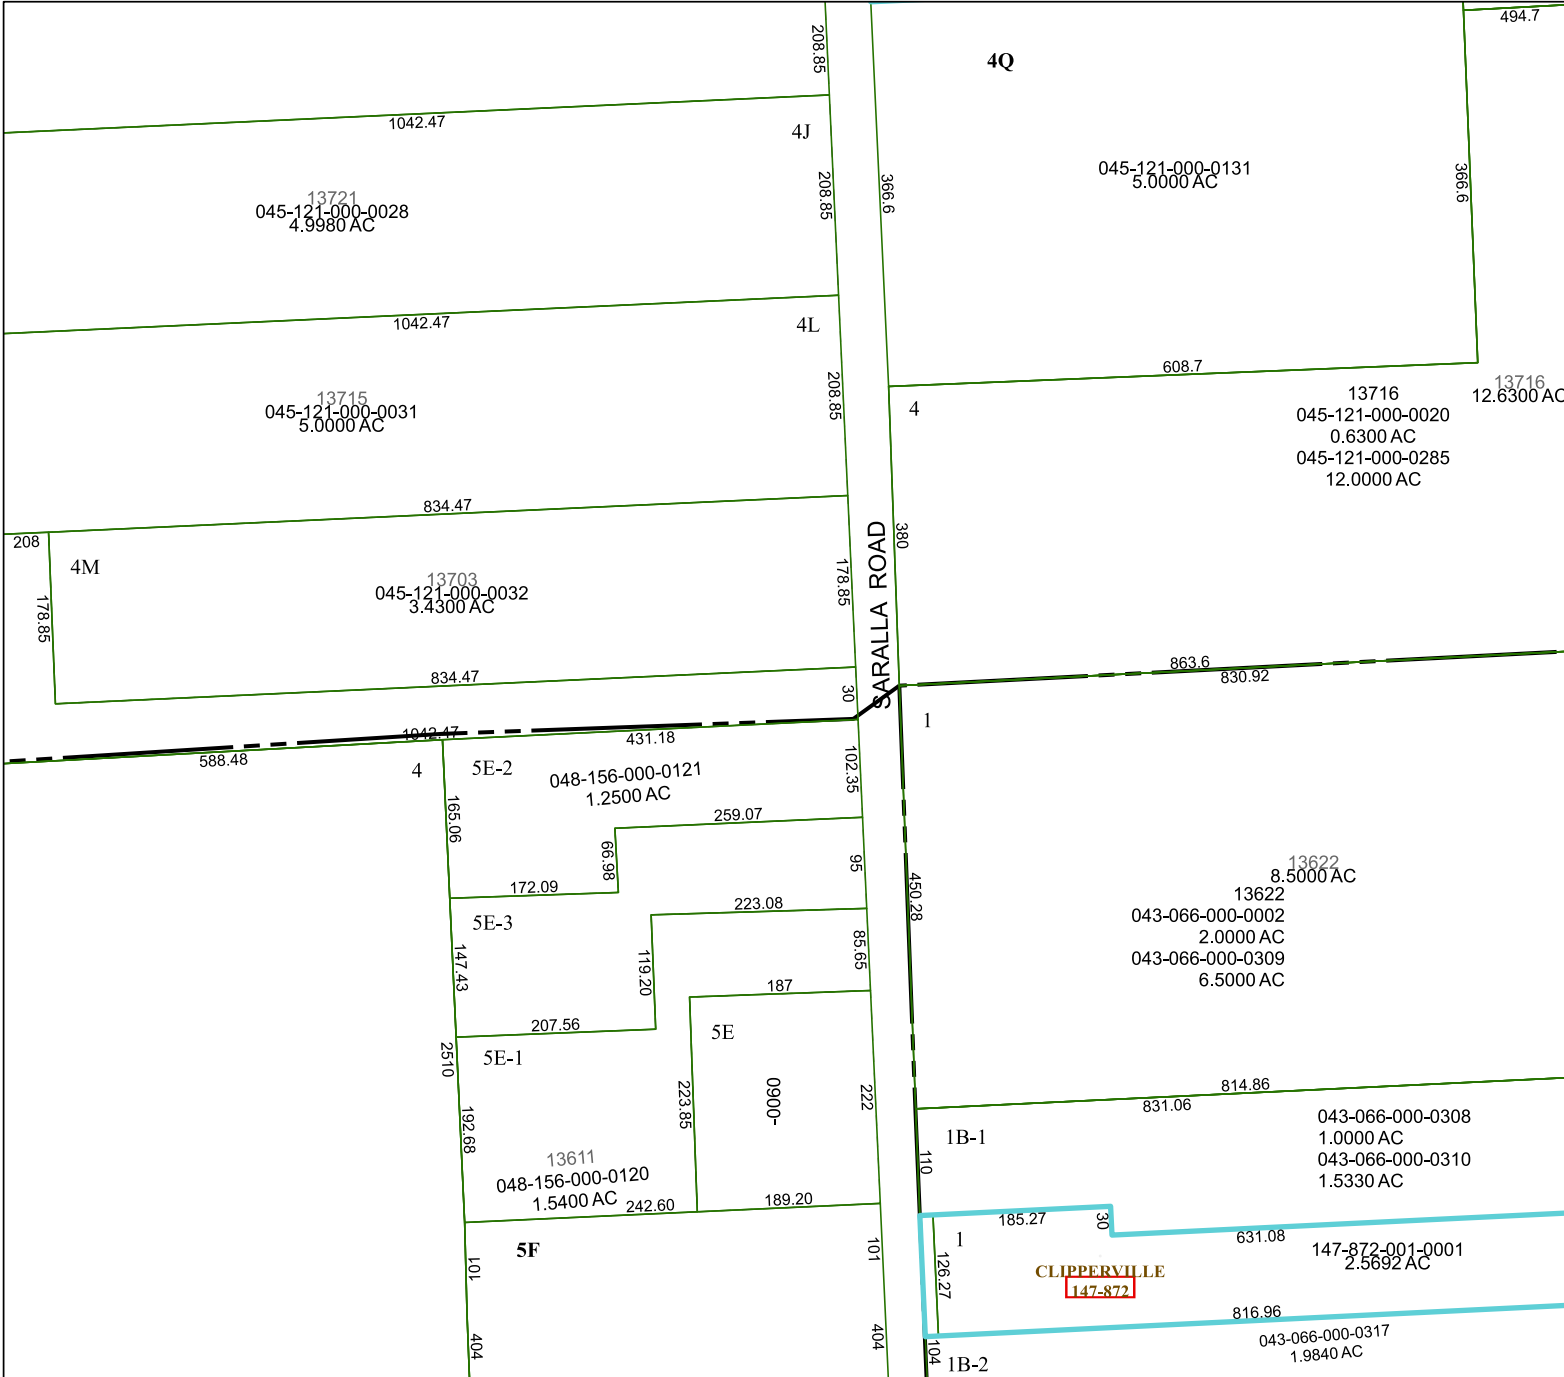 208.85
494.7
4Q
1042.47
4J
13721
045-121-000-0028
4.9980 AC
208.85
366.6
045-121-000-0131
5.0000 AC
366.6
1042.47
4L
13715
045-121-000-0031
5.0000 AC
208.85
608.7
4
13716
045-121-000-0020
0.6300 AC
045-121-000-0285
12.0000 AC
13716
12.6300 AC
834.47
208
4M
178.85
13703
045-121-000-0032
3.4300 AC
178.85
SARALLA ROAD
380
834.47
30
863.6
830.92
1
1042.47
588.48
431.18
4
5E-2
048-156-000-0121
1.2500 AC
102.35
165.06
259.07
66.98
95
172.09
5E-3
223.08
450.28
13622
8.5000 AC
13622
043-066-000-0002
2.0000 AC
043-066-000-0309
6.5000 AC
147.43
119.20
85.65
187
207.56
5E
5E-1
2510
223.85
0900-
222
192.68
814.86
831.06
1B-1
110
043-066-000-0308
1.0000 AC
043-066-000-0310
1.5330 AC
13611
048-156-000-0120
1.5400 AC
242.60
189.20
5F
101
101
185.27
30
631.08
1
126.27
CLIPPERVILLE
147-872
147-872-001-0001
2.5692 AC
816.96
404
404
104
1B-2
043-066-000-0317
1.9840 AC